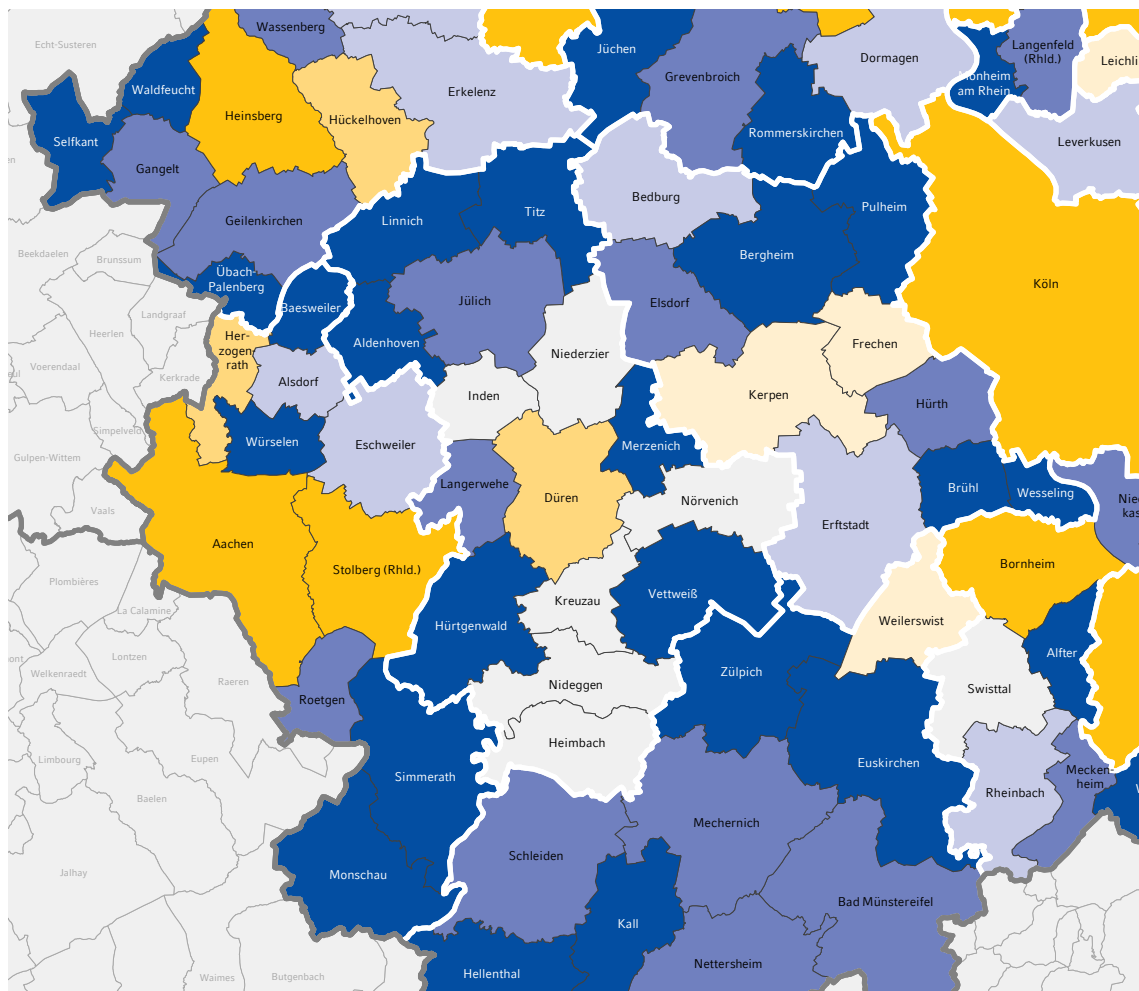 Echt-Susteren
Wassenberg
Jüchen
Grevenbroich
Dormagen
Langenfeld
(Rhld.)
Leichli
Monheim
am Rhein
Waldfeucht
Erkelenz
Heinsberg
Hückelhoven
Rommerskirchen
Selfkant
Leverkusen
Gangelt
Bedburg
Pulheim
Geilenkirchen
Linnich
Titz
Beekdaelen
Brunssum
Bergheim
Übach-
Palenberg
Köln
Baesweiler
Jülich
Elsdorf
Landgraaf
Heerlen
Her-
zogen-
rath
Aldenhoven
Niederzier
Frechen
Voerendaal
Kerkrade
Alsdorf
Inden
Kerpen
Hürth
Simpelveld
Würselen
Eschweiler
Merzenich
Gulpen-Wittem
Langerwehe
Düren
Nörvenich
Brühl
Wesseling
Nie
kas
Vaals
Erftstadt
Aachen
Stolberg (Rhld.)
Bornheim
Plombières
Kreuzau
Vettweiß
La Calamine
Hürtgenwald
Weilerswist
Lontzen
Alfter
Welkenraedt
Raeren
Roetgen
Nideggen
Zülpich
Swisttal
Heimbach
Limbourg
Eupen
Simmerath
Euskirchen
Mecken-
heim
Baelen
Rheinbach
Mechernich
Schleiden
Jalhay
Monschau
Bad Münstereifel
Kall
Nettersheim
Waimes
Butgenbach
Hellenthal